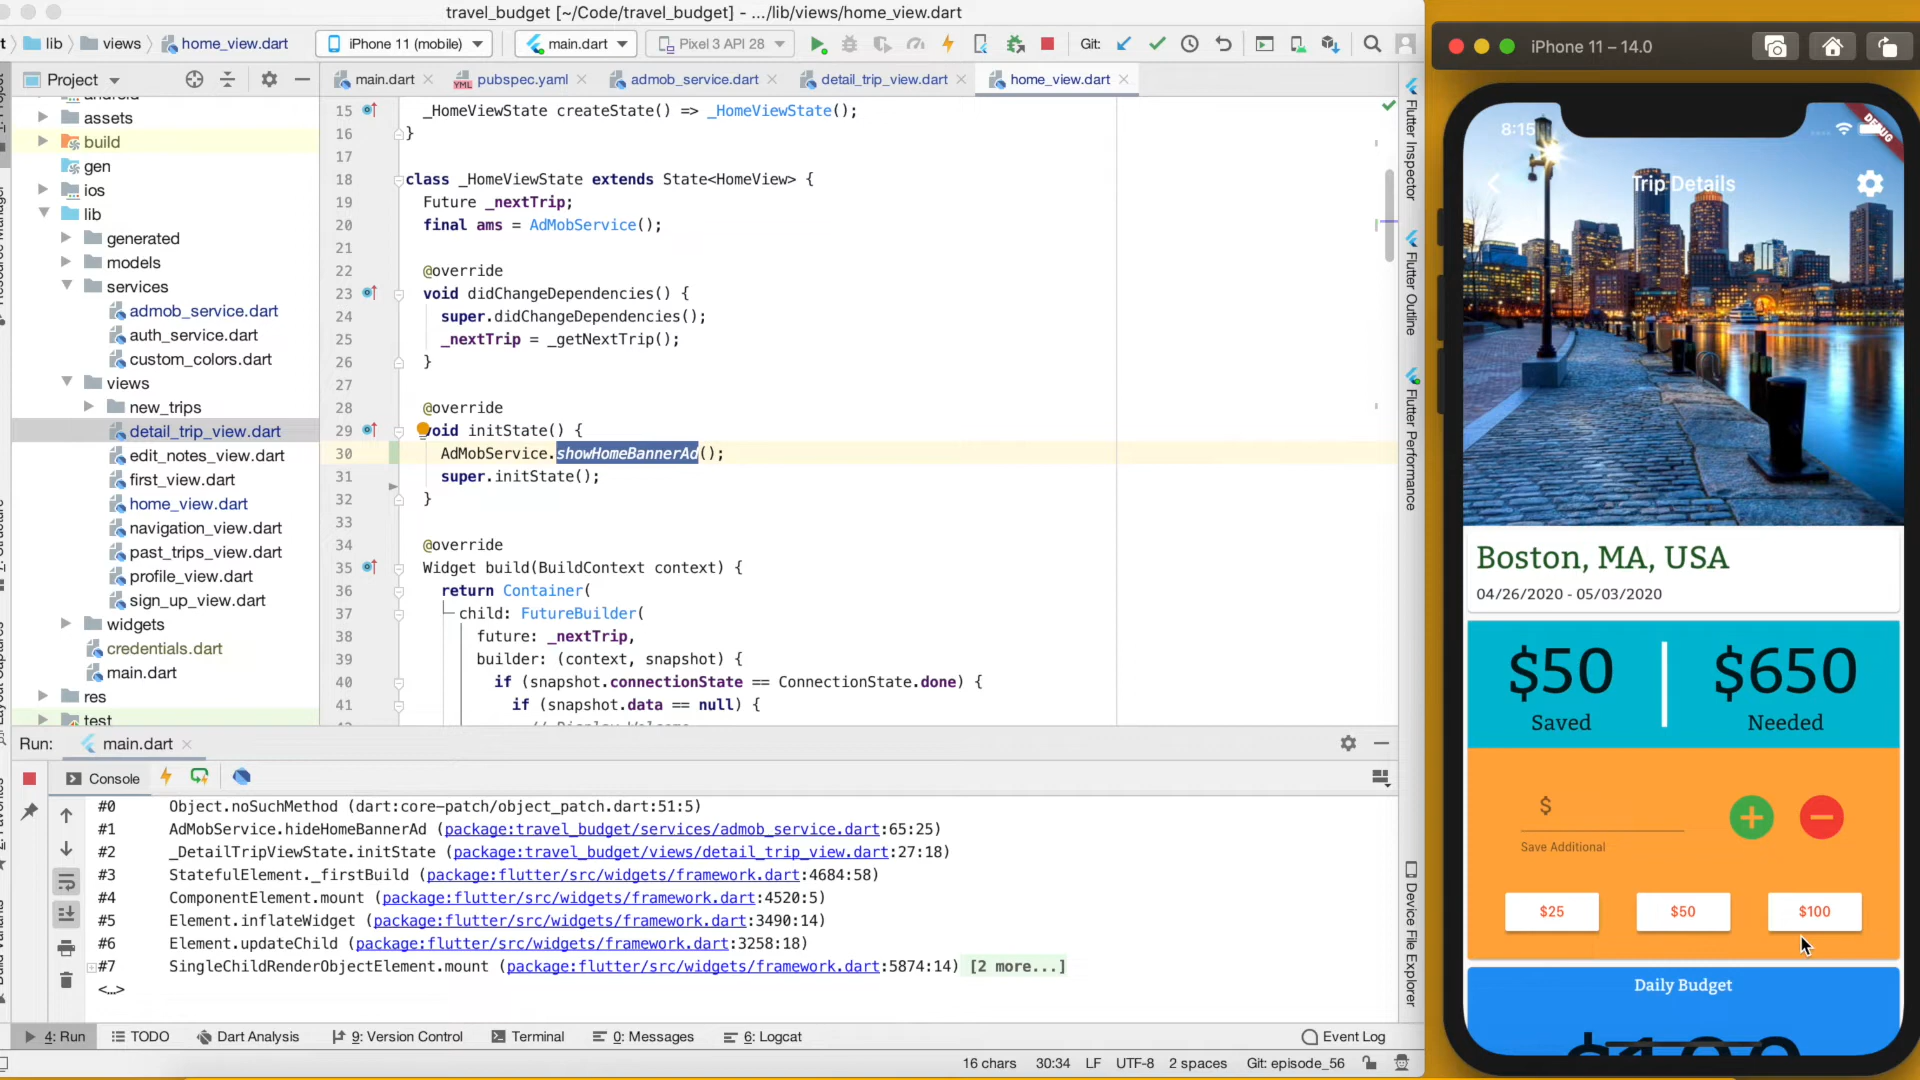 travel_budget [~/Code/travel_budget] - .../lib/views/home_view.dart
lib
views
home_view.dart
iPhone 11 (mobile)
main.dart
Pixel 3 API 28
Git:
Project
main.dart
pubspec.yaml
admob_service.dart
detail_trip_view.dart
home_view.dart
assets
build
gen
ios
lib
generated
models
services
admob_service.dart
auth_service.dart
custom_colors.dart
views
new_trips
detail_trip_view.dart
edit_notes_view.dart
first_view.dart
home_view.dart
navigation_view.dart
past_trips_view.dart
profile_view.dart
sign_up_view.dart
widgets
credentials.dart
main.dart
res
test
15 _HomeViewState createState() => _HomeViewState();
16 }
17
18 class _HomeViewState extends State<HomeView> {
19 Future _nextTrip;
20 final ams = AdMobService();
21
22 @override
23 void didChangeDependencies() {
24 super.didChangeDependencies();
25 _nextTrip = _getNextTrip();
26 }
27
28 @override
29 void initState() {
30 AdMobService.showHomeBannerAd();
31 super.initState();
32 }
33
34 @override
35 Widget build(BuildContext context) {
36 return Container(
37 child: FutureBuilder(
38 future: _nextTrip,
39 builder: (context, snapshot) {
40 if (snapshot.connectionState == ConnectionState.done) {
41 if (snapshot.data == null) {
Flutter Inspector
Flutter Outline
Flutter Performance
Device File Explorer
Run:
main.dart
Console
#0 Object.noSuchMethod (dart:core-patch/object_patch.dart:51:5)
#1 AdMobService.hideHomeBannerAd (package:travel_budget/services/admob_service.dart:65:25)
#2 _DetailTripViewState.initState (package:travel_budget/views/detail_trip_view.dart:27:18)
#3 StatefulElement._firstBuild (package:flutter/src/widgets/framework.dart:4684:58)
#4 ComponentElement.mount (package:flutter/src/widgets/framework.dart:4520:5)
#5 Element.inflateWidget (package:flutter/src/widgets/framework.dart:3490:14)
#6 Element.updateChild (package:flutter/src/widgets/framework.dart:3258:18)
#7 SingleChildRenderObjectElement.mount (package:flutter/src/widgets/framework.dart:5874:14) [2 more...]
<…>
4: Run
TODO
Dart Analysis
9: Version Control
Terminal
0: Messages
6: Logcat
Event Log
16 chars
30:34
LF
UTF-8
2 spaces
Git: episode_56
iPhone 11 – 14.0
8:15
DEBUG
Trip Details
Boston, MA, USA
04/26/2020 - 05/03/2020
$50
Saved
$650
Needed
$
Save Additional
$25
$50
$100
Daily Budget